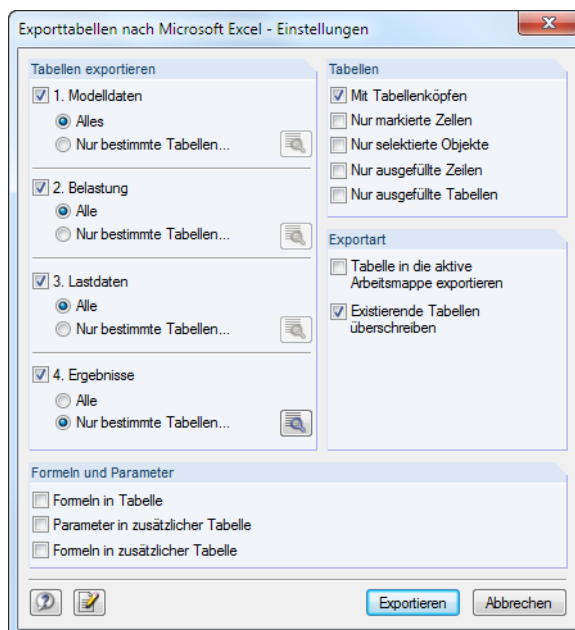 Exporttabellen nach Microsoft Excel - Einstellungen
Tabellen exportieren
1. Modelldaten
Alles
Nur bestimmte Tabellen...
2. Belastung
Alle
Nur bestimmte Tabellen...
3. Lastdaten
Alle
Nur bestimmte Tabellen...
4. Ergebnisse
Alle
Nur bestimmte Tabellen...
Tabellen
Mit Tabellenköpfen
Nur markierte Zellen
Nur selektierte Objekte
Nur ausgefüllte Zeilen
Nur ausgefüllte Tabellen
Exportart
Tabelle in die aktive
Arbeitsmappe exportieren
Existierende Tabellen
überschreiben
Formeln und Parameter
Formeln in Tabelle
Parameter in zusätzlicher Tabelle
Formeln in zusätzlicher Tabelle
Exportieren
Abbrechen